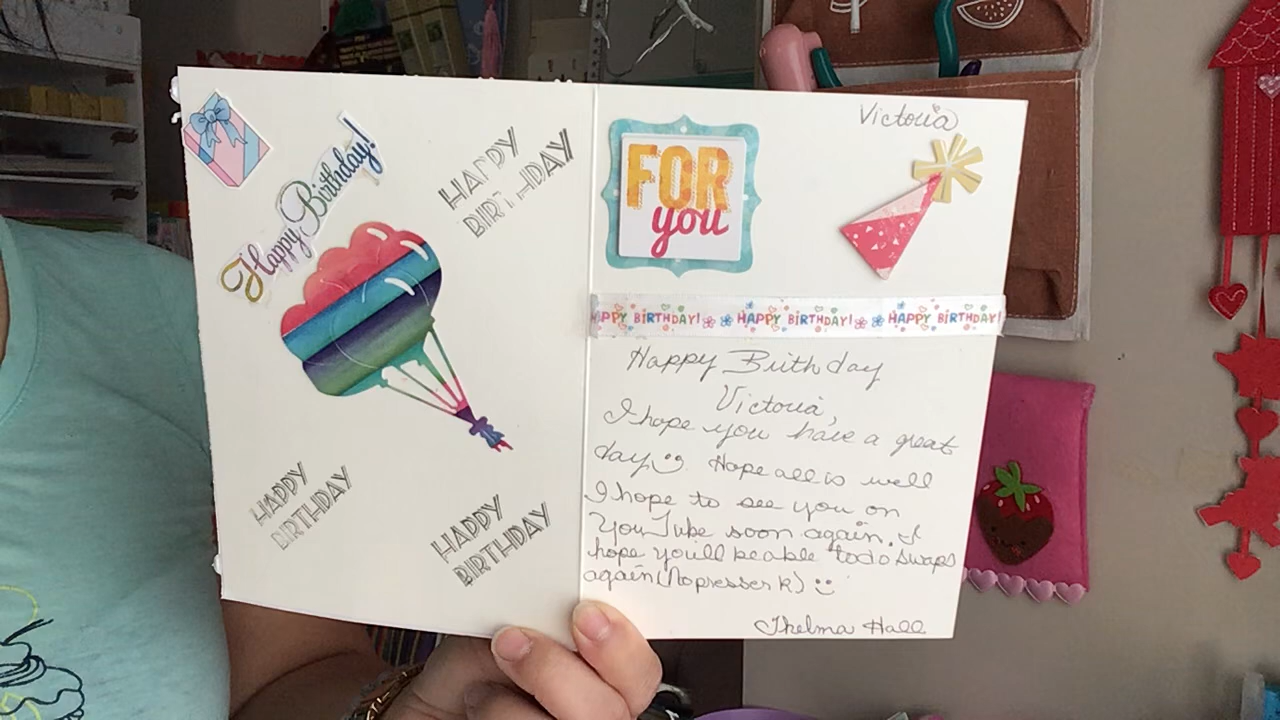 Happy Birthday!
HAPPY
BIRTHDAY
HAPPY
BIRTHDAY
HAPPY
BIRTHDAY
FOR
you
Victoria
APPY BIRTHDAY! HAPPY BIRTHDAY! HAPPY BIRTHDAY!
Happy Birthday
Victoria,
I hope you have a great
day Hope all is well
I hope to see you on
YouTube soon again. I
hope you'll be able to do swaps
again (No presser k)
Thelma Hall